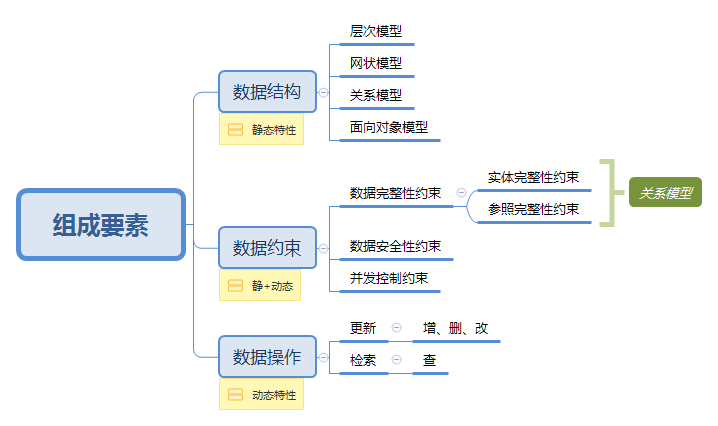 组成要素
数据结构
静态特性
层次模型
网状模型
关系模型
面向对象模型
数据约束
静+动态
数据完整性约束
实体完整性约束
参照完整性约束
关系模型
数据安全性约束
并发控制约束
数据操作
动态特性
更新
增、删、改
检索
查